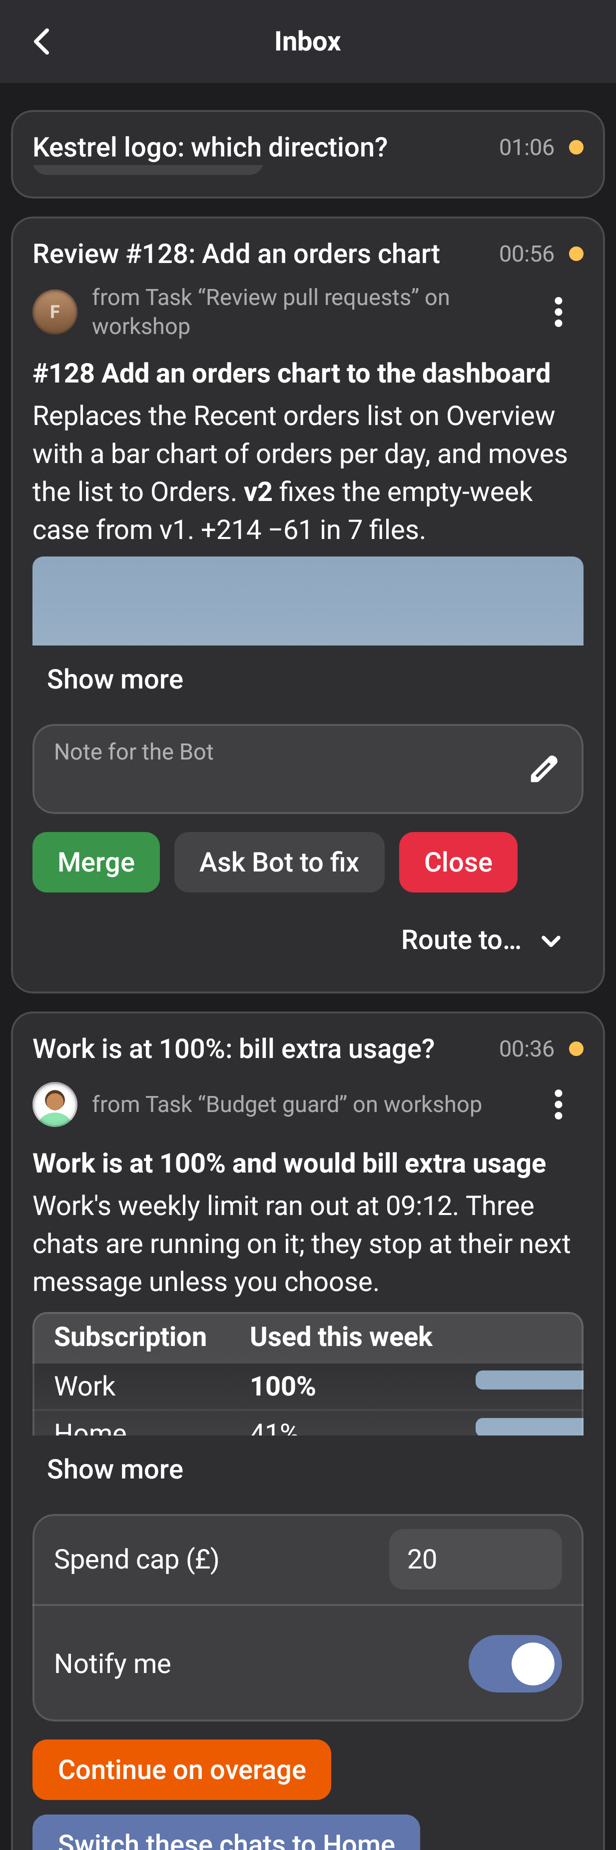 Inbox
Kestrel logo: which direction?
01:06
Review #128: Add an orders chart
00:56
F
from Task “Review pull requests” on
workshop
#128 Add an orders chart to the dashboard
Replaces the Recent orders list on Overview
with a bar chart of orders per day, and moves
the list to Orders. v2 fixes the empty-week
case from v1. +214 −61 in 7 files.
Show more
Note for the Bot
Merge
Ask Bot to fix
Close
Route to...
Work is at 100%: bill extra usage?
00:36
from Task “Budget guard” on workshop
Work is at 100% and would bill extra usage
Work's weekly limit ran out at 09:12. Three
chats are running on it; they stop at their next
message unless you choose.
Subscription Used this week
Work 100%
Home 41%
Show more
Spend cap (£) 20
Notify me
Continue on overage
Switch these chats to Home